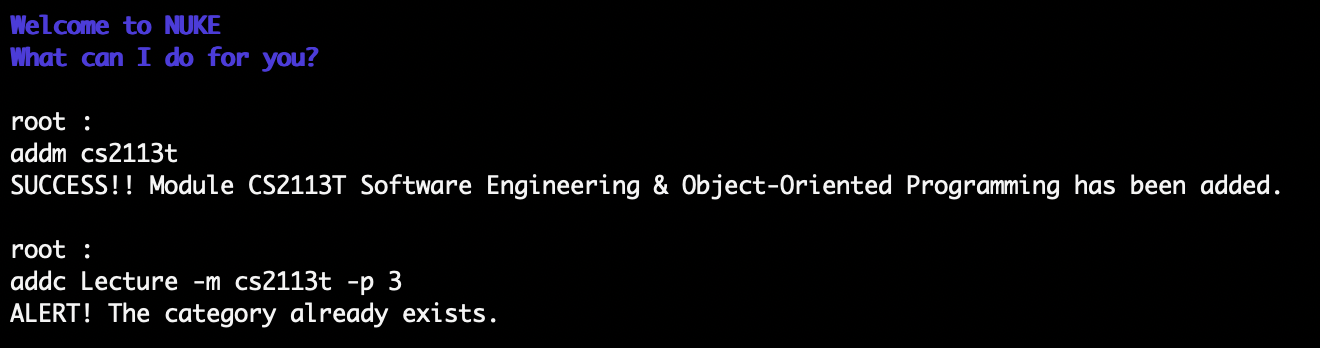 Welcome to NUKE
What can I do for you?
root :
addm cs2113t
SUCCESS!! Module CS2113T Software Engineering & Object-Oriented Programming has been added.
root :
addc Lecture -m cs2113t -p 3
ALERT! The category already exists.